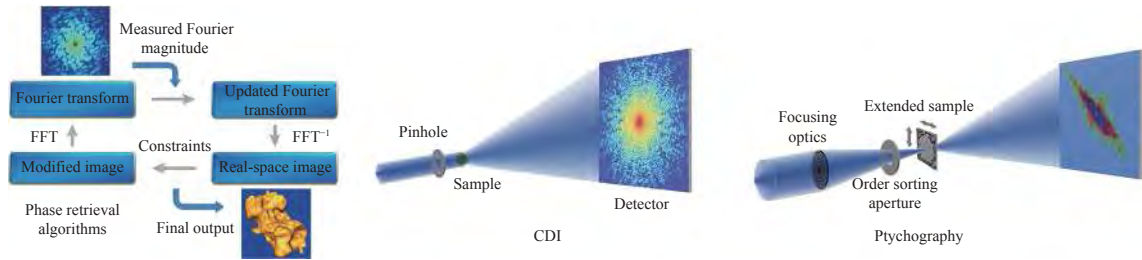 Measured Fourier
magnitude
Fourier transform
Updated Fourier
transform
FFT
FFT⁻¹
Constraints
Modified image
Real-space image
Phase retrieval
algorithms
Final output
Pinhole
Sample
Detector
CDI
Focusing
optics
Extended sample
Order sorting
aperture
Ptychography